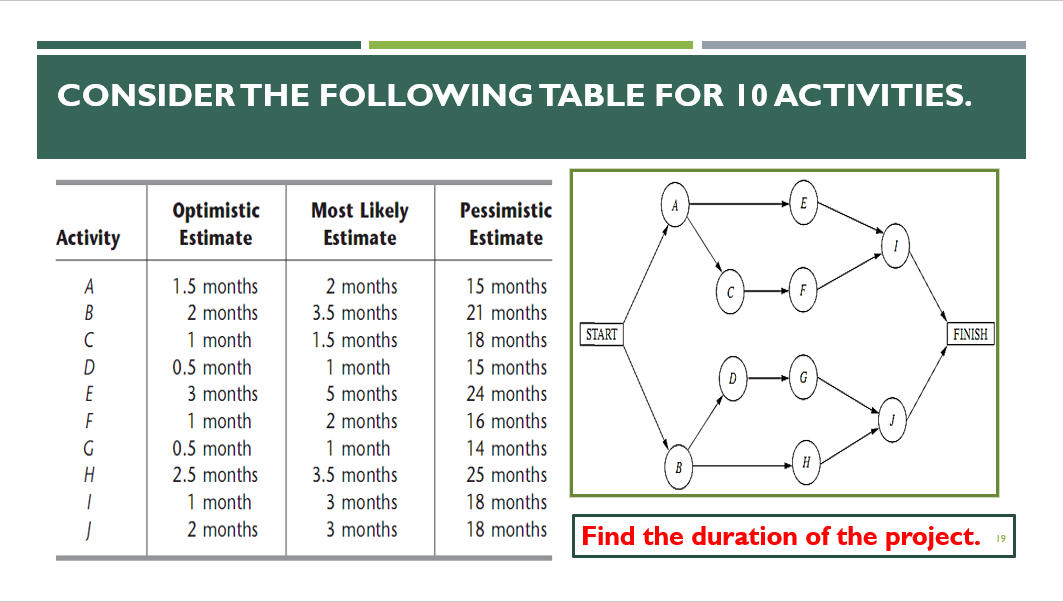 CONSIDER THE FOLLOWING TABLE FOR 10 ACTIVITIES.
Activity Optimistic Estimate Most Likely Estimate Pessimistic Estimate
A 1.5 months 2 months 15 months
B 2 months 3.5 months 21 months
C 1 month 1.5 months 18 months
D 0.5 month 1 month 15 months
E 3 months 5 months 24 months
F 1 month 2 months 16 months
G 0.5 month 1 month 14 months
H 2.5 months 3.5 months 25 months
I 1 month 3 months 18 months
J 2 months 3 months 18 months
A E
I
C F
START FINISH
D G
J
B H
Find the duration of the project. 19